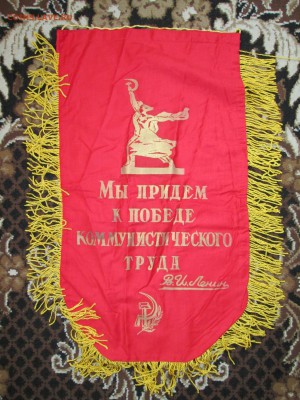 Мы придем
к победе
коммунистического
труда
В.И.Ленин